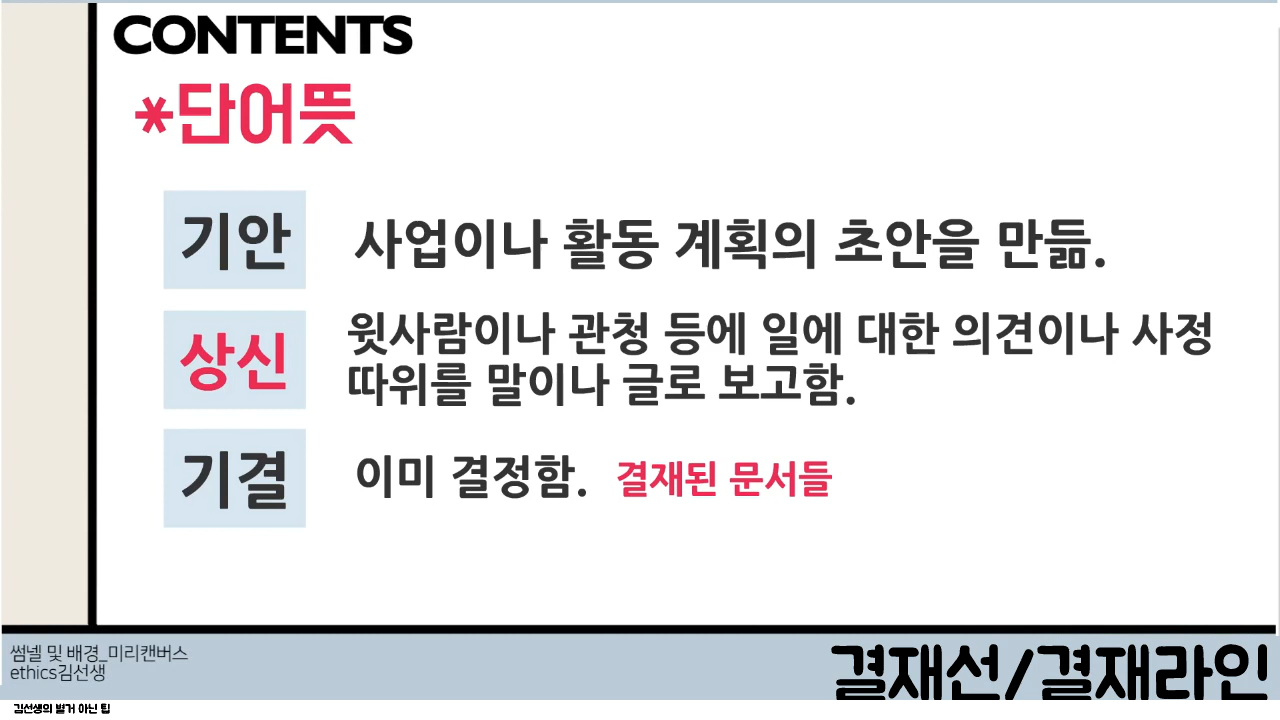 CONTENTS
*단어뜻
기안
사업이나 활동 계획의 초안을 만듦.
상신
윗사람이나 관청 등에 일에 대한 의견이나 사정
따위를 말이나 글로 보고함.
기결
이미 결정함. 결재된 문서들
썸넬 및 배경_미리캔버스
ethics김선생
결재선/결재라인
김선생의 별거 아닌 팁